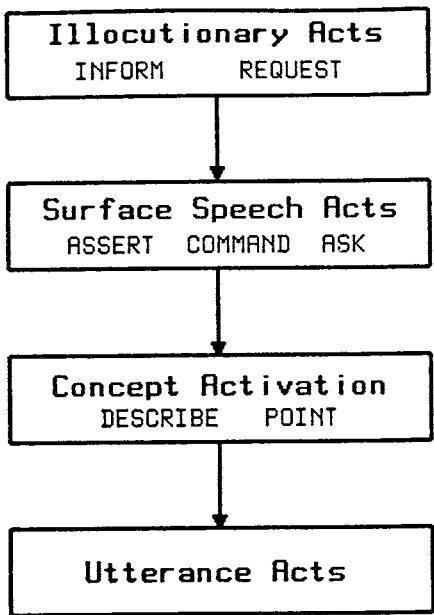 Illocutionary Acts
INFORM REQUEST
Surface Speech Acts
ASSERT COMMAND ASK
Concept Activation
DESCRIBE POINT
Utterance Acts